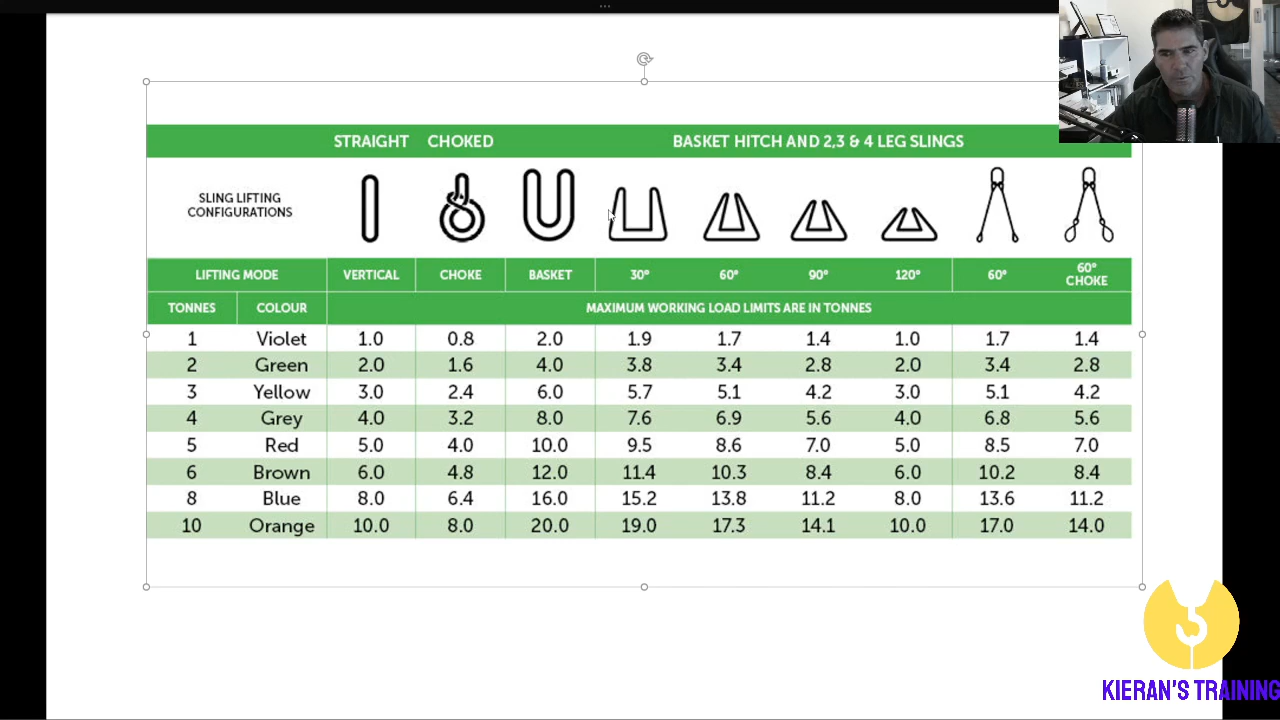 STRAIGHT CHOKED BASKET HITCH AND 2,3 & 4 LEG SLINGS
SLING LIFTING
CONFIGURATIONS
LIFTING MODE VERTICAL CHOKE BASKET 30° 60° 90° 120° 60° 60° CHOKE
TONNES COLOUR MAXIMUM WORKING LOAD LIMITS ARE IN TONNES
1 Violet 1.0 0.8 2.0 1.9 1.7 1.4 1.0 1.7 1.4
2 Green 2.0 1.6 4.0 3.8 3.4 2.8 2.0 3.4 2.8
3 Yellow 3.0 2.4 6.0 5.7 5.1 4.2 3.0 5.1 4.2
4 Grey 4.0 3.2 8.0 7.6 6.9 5.6 4.0 6.8 5.6
5 Red 5.0 4.0 10.0 9.5 8.6 7.0 5.0 8.5 7.0
6 Brown 6.0 4.8 12.0 11.4 10.3 8.4 6.0 10.2 8.4
8 Blue 8.0 6.4 16.0 15.2 13.8 11.2 8.0 13.6 11.2
10 Orange 10.0 8.0 20.0 19.0 17.3 14.1 10.0 17.0 14.0
KIERAN'S TRAINING